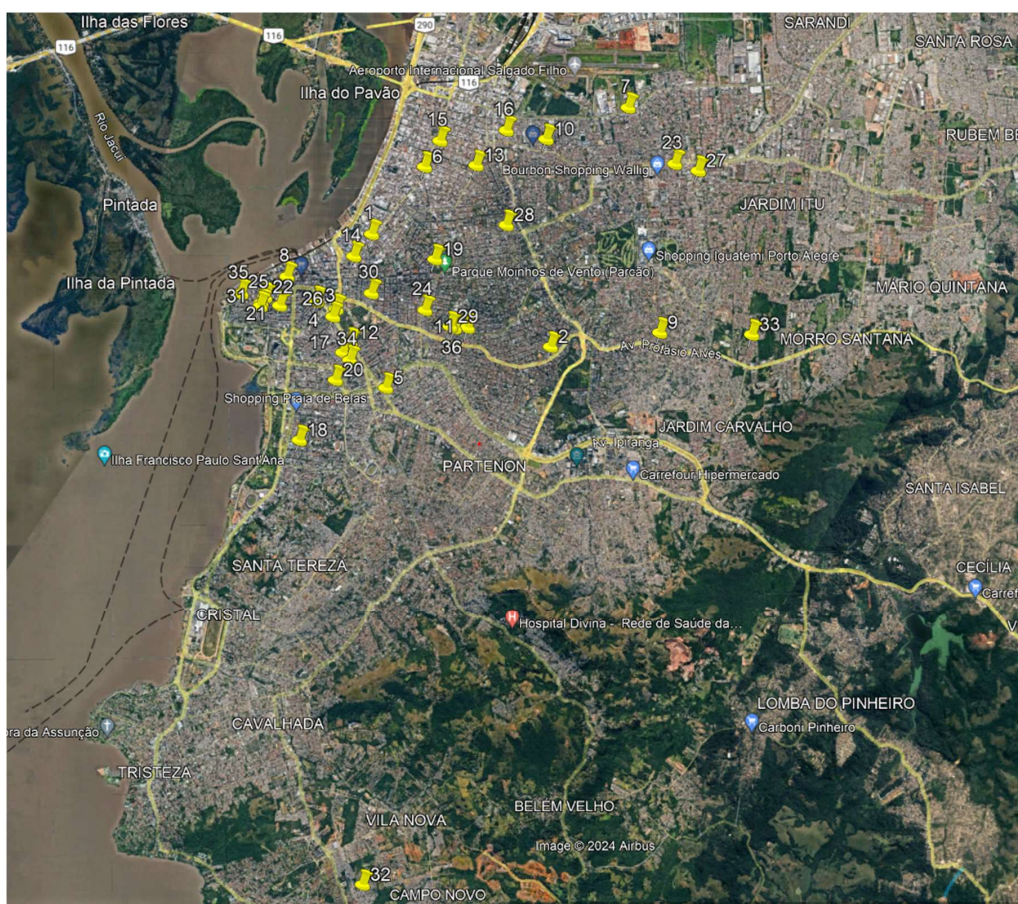 Ilha das Flores
290
SARANDI
116
116
SANTA ROSA
Aeroporto Internacional Salgado Filho
116
Ilha do Pavão
7
16
15
10
Rio Jacuí
RUBEM BE
6
13
23
Bourbon Shopping Wallig
27
Pintada
JARDIM ITU
28
1
14
19
Shopping Iguatemi Porto Alegre
8
Parque Moinhos de Vento (Parcão)
30
Ilha da Pintada
35
25
MÁRIO QUINTANA
31
22
26
3
24
21
4
11
29
9
33
12
17
34
2
MORRO SANTANA
36
Av. Protásio Alves
20
5
Shopping Praia de Belas
18
JARDIM CARVALHO
Av. Ipiranga
Ilha Francisco Paulo Sant'Ana
PARTENON
Carrefour Hipermercado
SANTA ISABEL
SANTA TEREZA
CECÍLIA
Carref
CRISTAL
Hospital Divina - Rede de Saúde da...
V
LOMBA DO PINHEIRO
CAVALHADA
ora da Assunção
Carboni Pinheiro
TRISTEZA
BELÉM VELHO
VILA NOVA
Image © 2024 Airbus
32
CAMPO NOVO